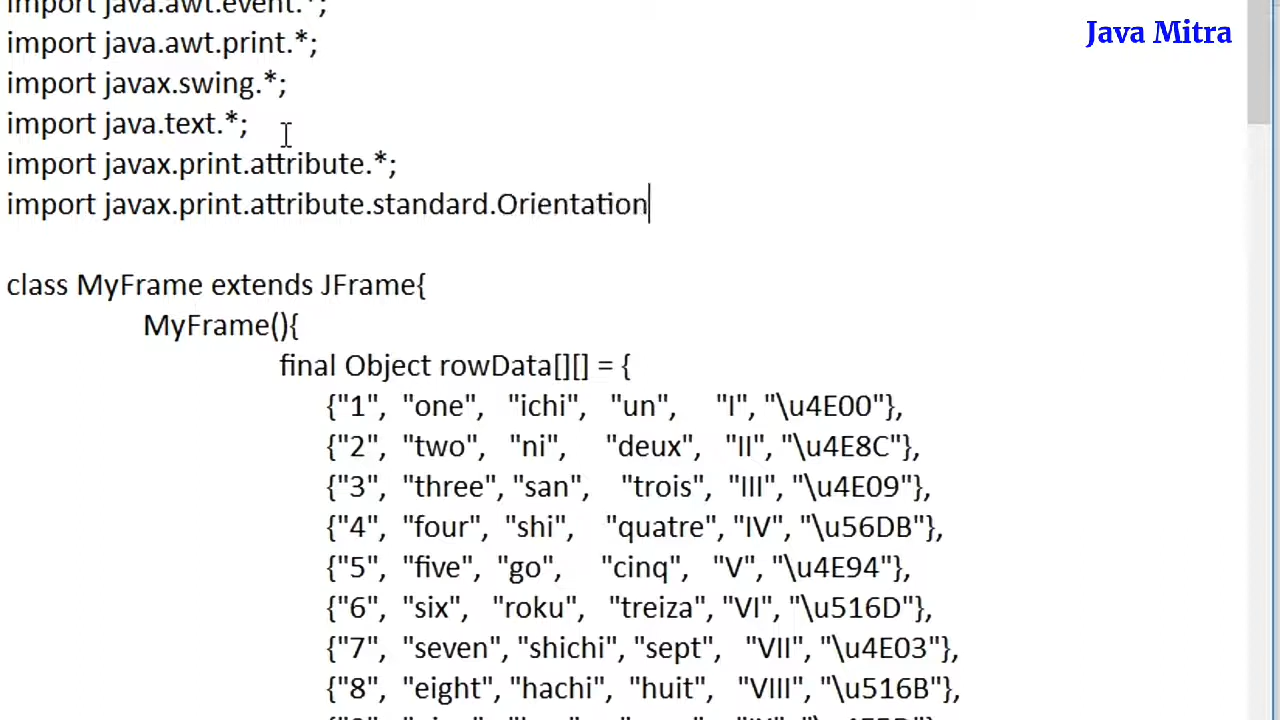 import java.awt.event.*;
Java Mitra
import java.awt.print.*;
import javax.swing.*;
import java.text.*;
import javax.print.attribute.*;
import javax.print.attribute.standard.Orientation
class MyFrame extends JFrame{
MyFrame(){
final Object rowData[][] = {
{"1", "one", "ichi", "un", "I", "\u4E00"},
{"2", "two", "ni", "deux", "II", "\u4E8C"},
{"3", "three", "san", "trois", "III", "\u4E09"},
{"4", "four", "shi", "quatre", "IV", "\u56DB"},
{"5", "five", "go", "cinq", "V", "\u4E94"},
{"6", "six", "roku", "treiza", "VI", "\u516D"},
{"7", "seven", "shichi", "sept", "VII", "\u4E03"},
{"8", "eight", "hachi", "huit", "VIII", "\u516B"},